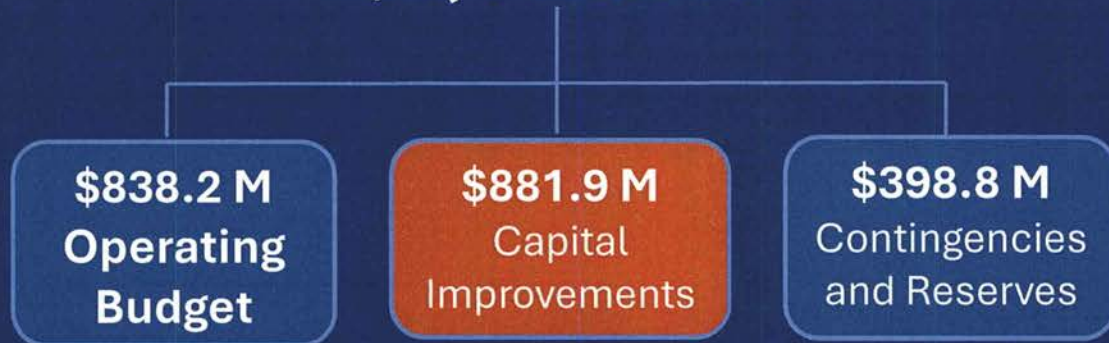 $838.2 M
Operating
Budget
$881.9 M
Capital
Improvements
$398.8 M
Contingencies
and Reserves